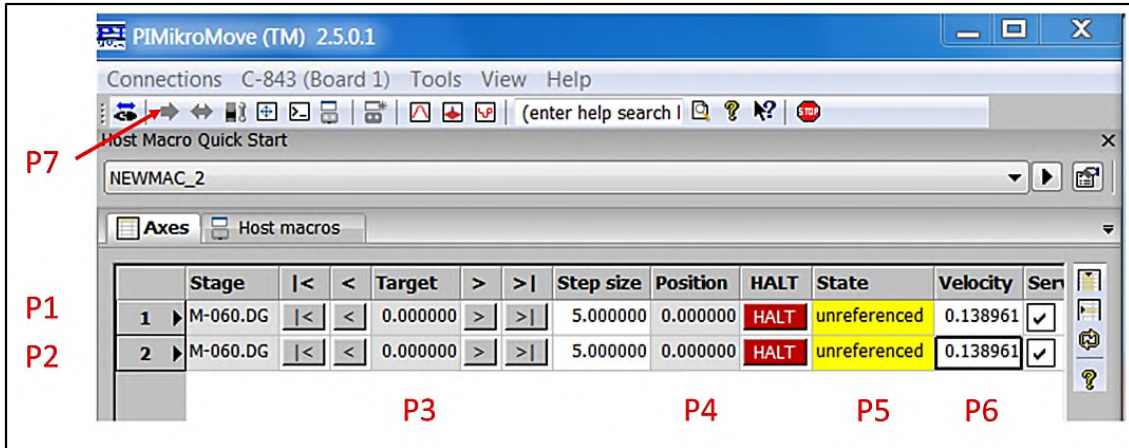 PIMikroMove (TM) 2.5.0.1
Connections C-843 (Board 1) Tools View Help
(enter help search l
STOP
P7
Host Macro Quick Start
NEWMAC_2
Axes Host macros
Stage |< < Target > >| Step size Position HALT State Velocity Serv
P1 1 M-060.DG |< < 0.000000 > >| 5.000000 0.000000 HALT unreferenced 0.138961
P2 2 M-060.DG |< < 0.000000 > >| 5.000000 0.000000 HALT unreferenced 0.138961
P3 P4 P5 P6